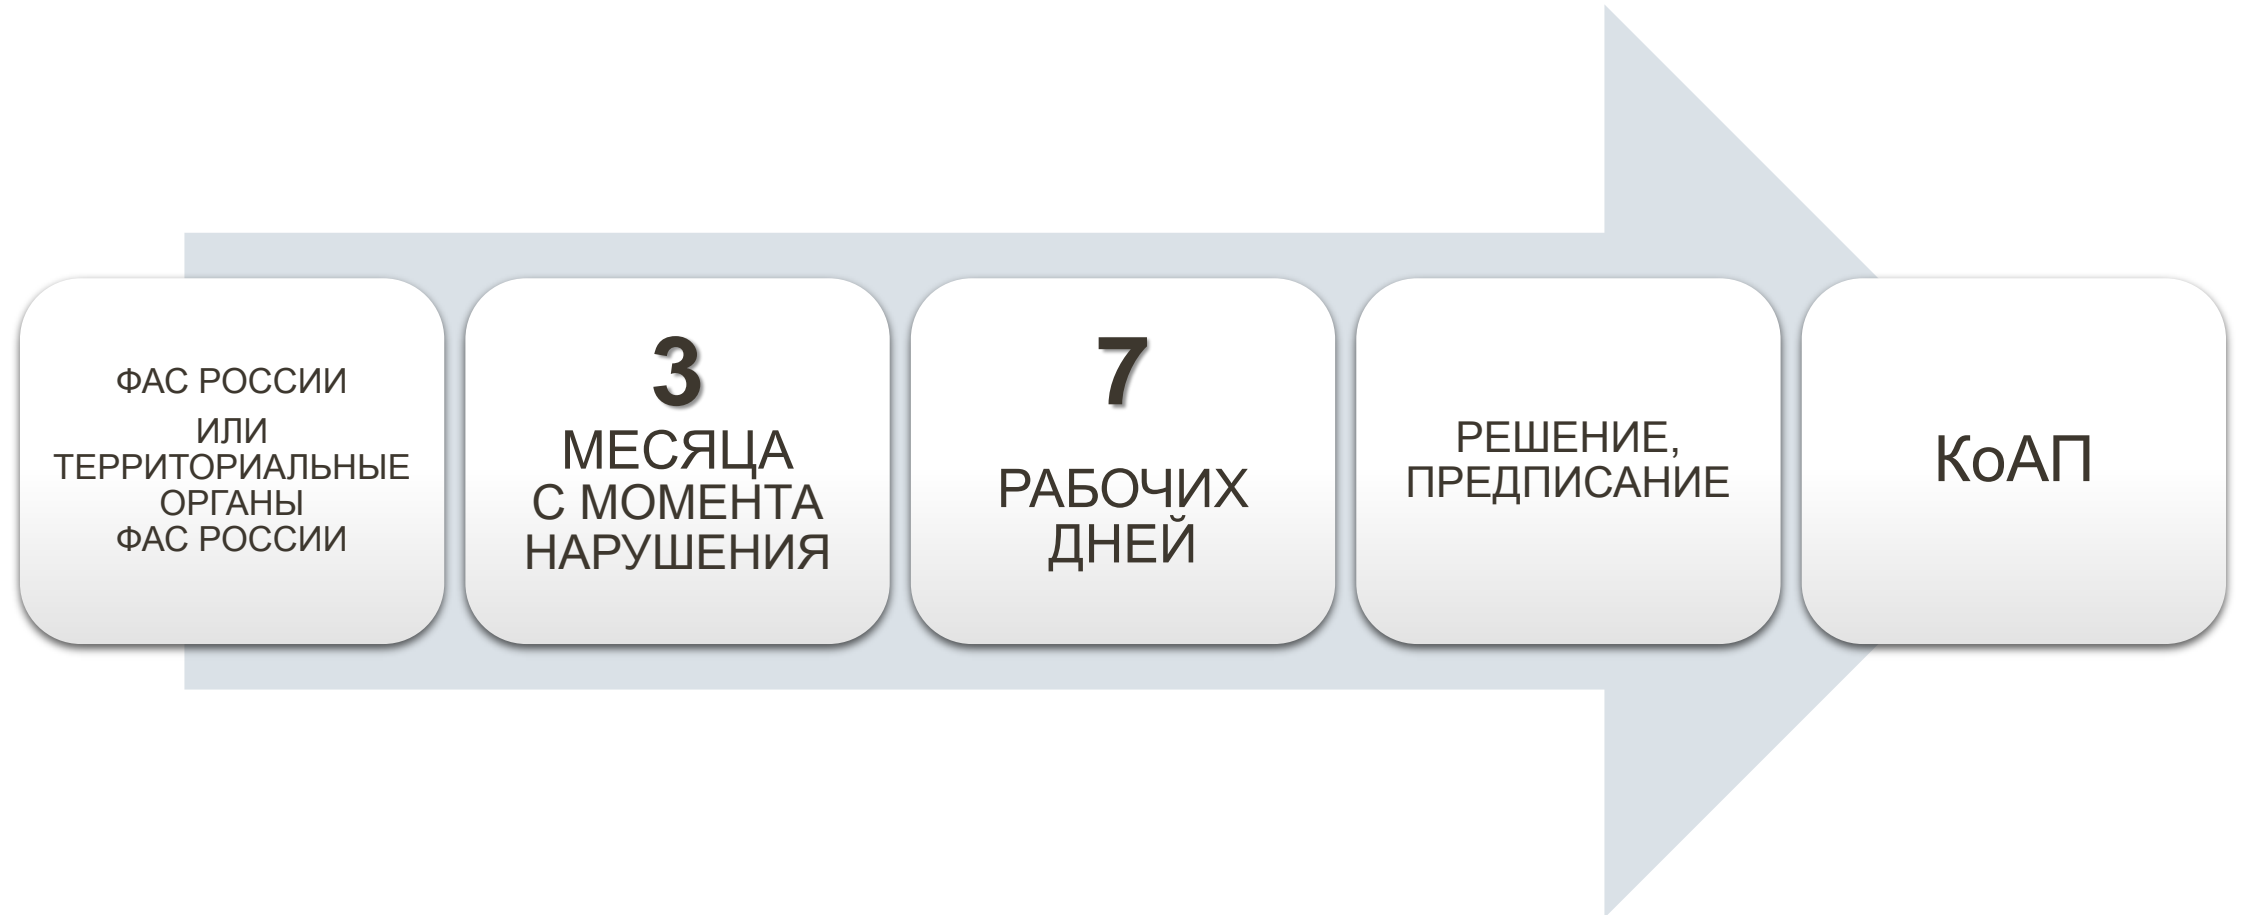 ФАС РОССИИ
ИЛИ
ТЕРРИТОРИАЛЬНЫЕ
ОРГАНЫ
ФАС РОССИИ
3
МЕСЯЦА
С МОМЕНТА
НАРУШЕНИЯ
7
РАБОЧИХ
ДНЕЙ
РЕШЕНИЕ,
ПРЕДПИСАНИЕ
КоАП